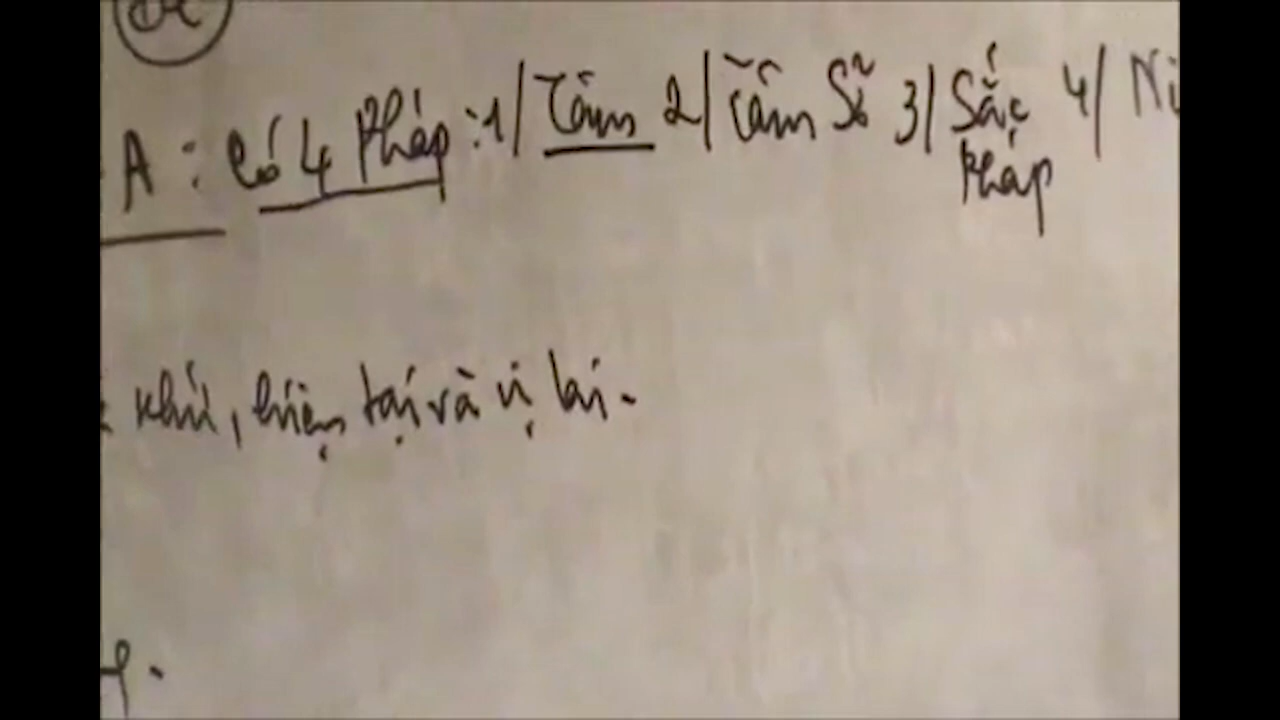 A: Có 4 Pháp: 1/ Tâm 2/ Tâm Sở 3/ Sắc 4/
Pháp
khứ, hiện tại và vị lai.